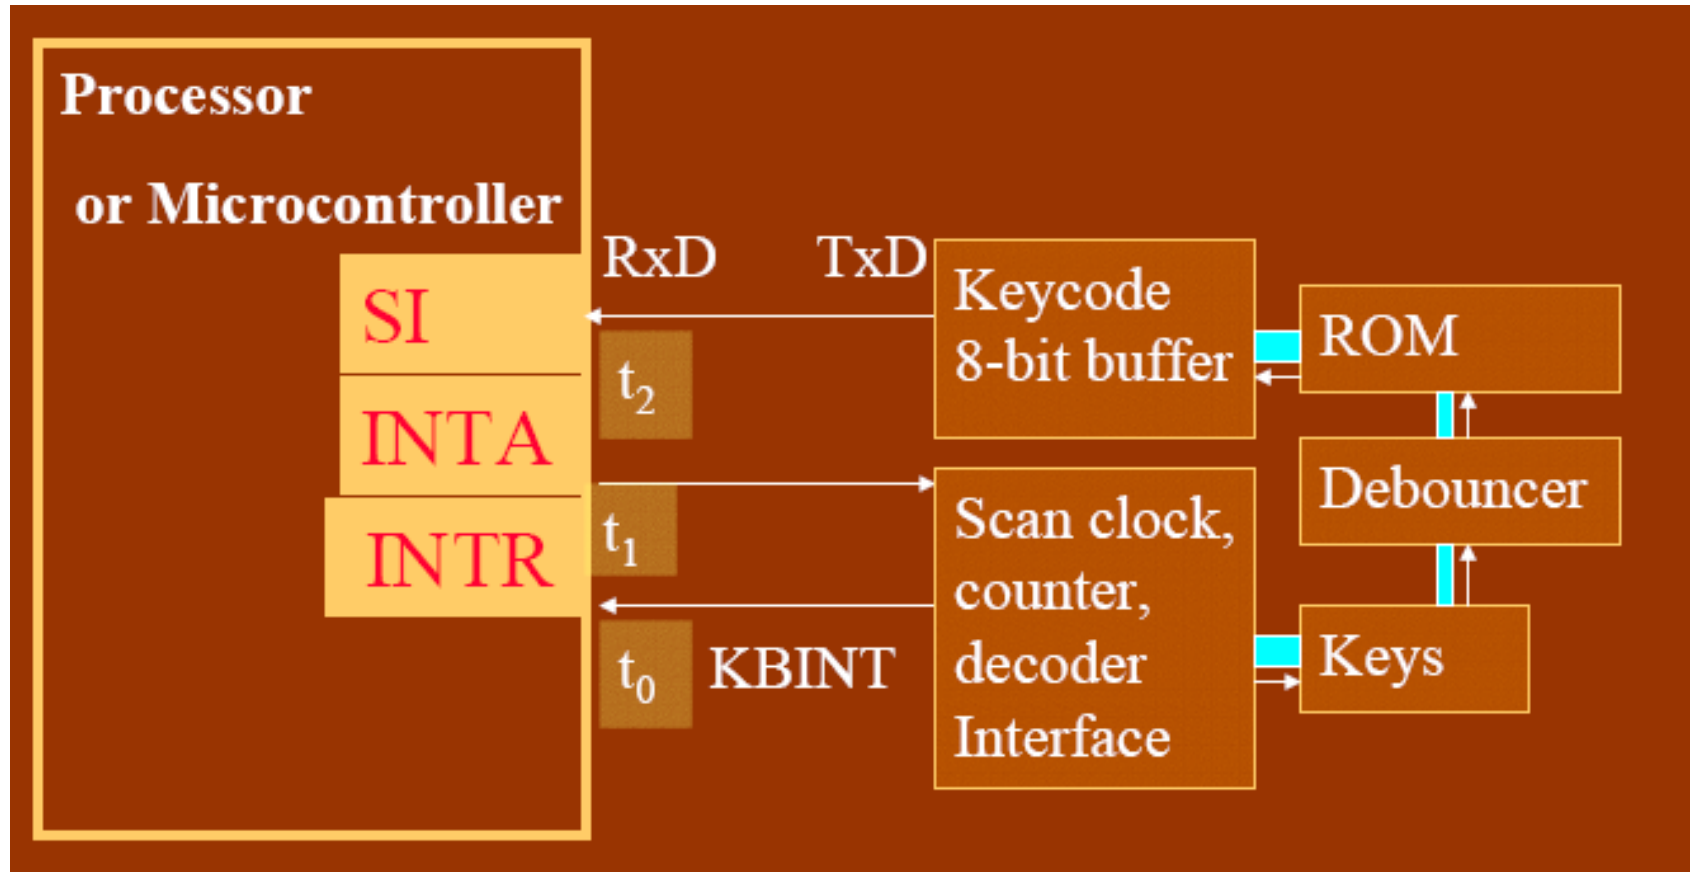 Processor
or Microcontroller
SI
INTA
INTR
RxD
TxD
t₂
t₁
t₀
KBINT
Keycode
8-bit buffer
Scan clock,
counter,
decoder
Interface
ROM
Debouncer
Keys